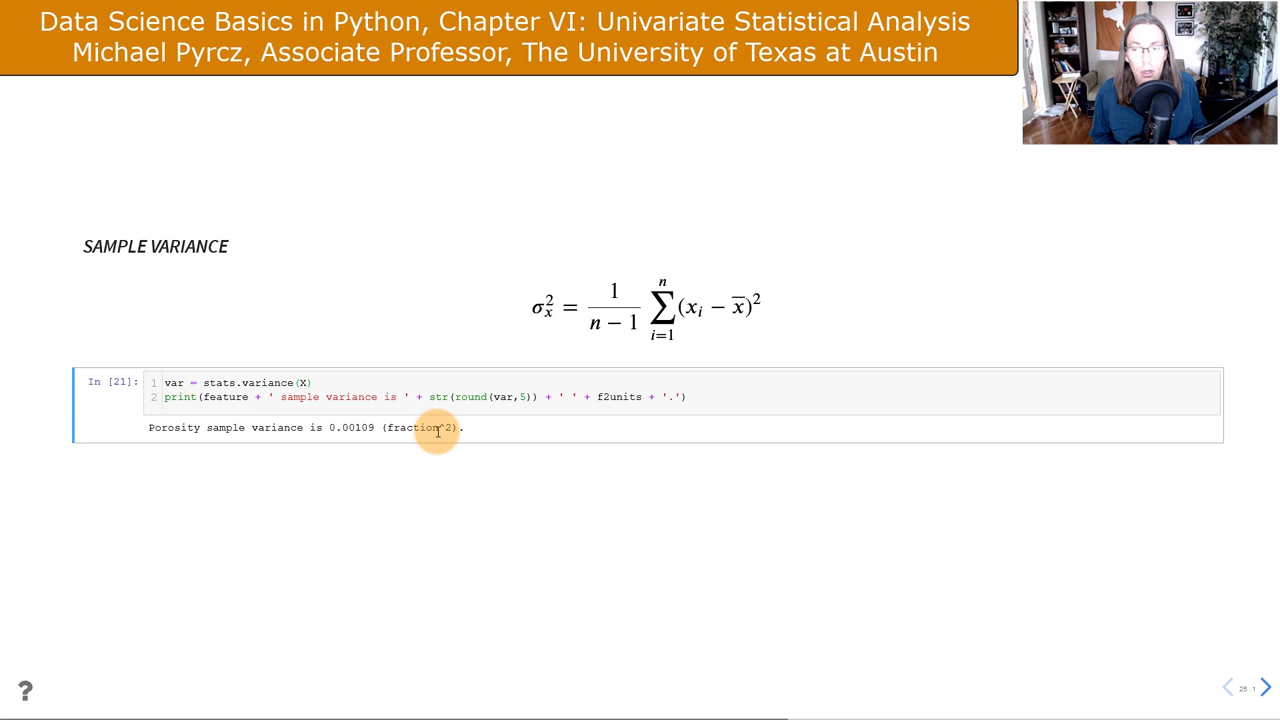 Data Science Basics in Python, Chapter VI: Univariate Statistical Analysis
Michael Pyrcz, Associate Professor, The University of Texas at Austin
SAMPLE VARIANCE
σ²ₓ = 1/(n − 1) ∑ⁿᵢ₌₁ (xᵢ − x̅)²
In [21]:
1 var = stats.variance(X)
2 print(feature + ' sample variance is ' + str(round(var,5)) + ' ' + f2units + '.')
Porosity sample variance is 0.00109 (fraction^2).
?